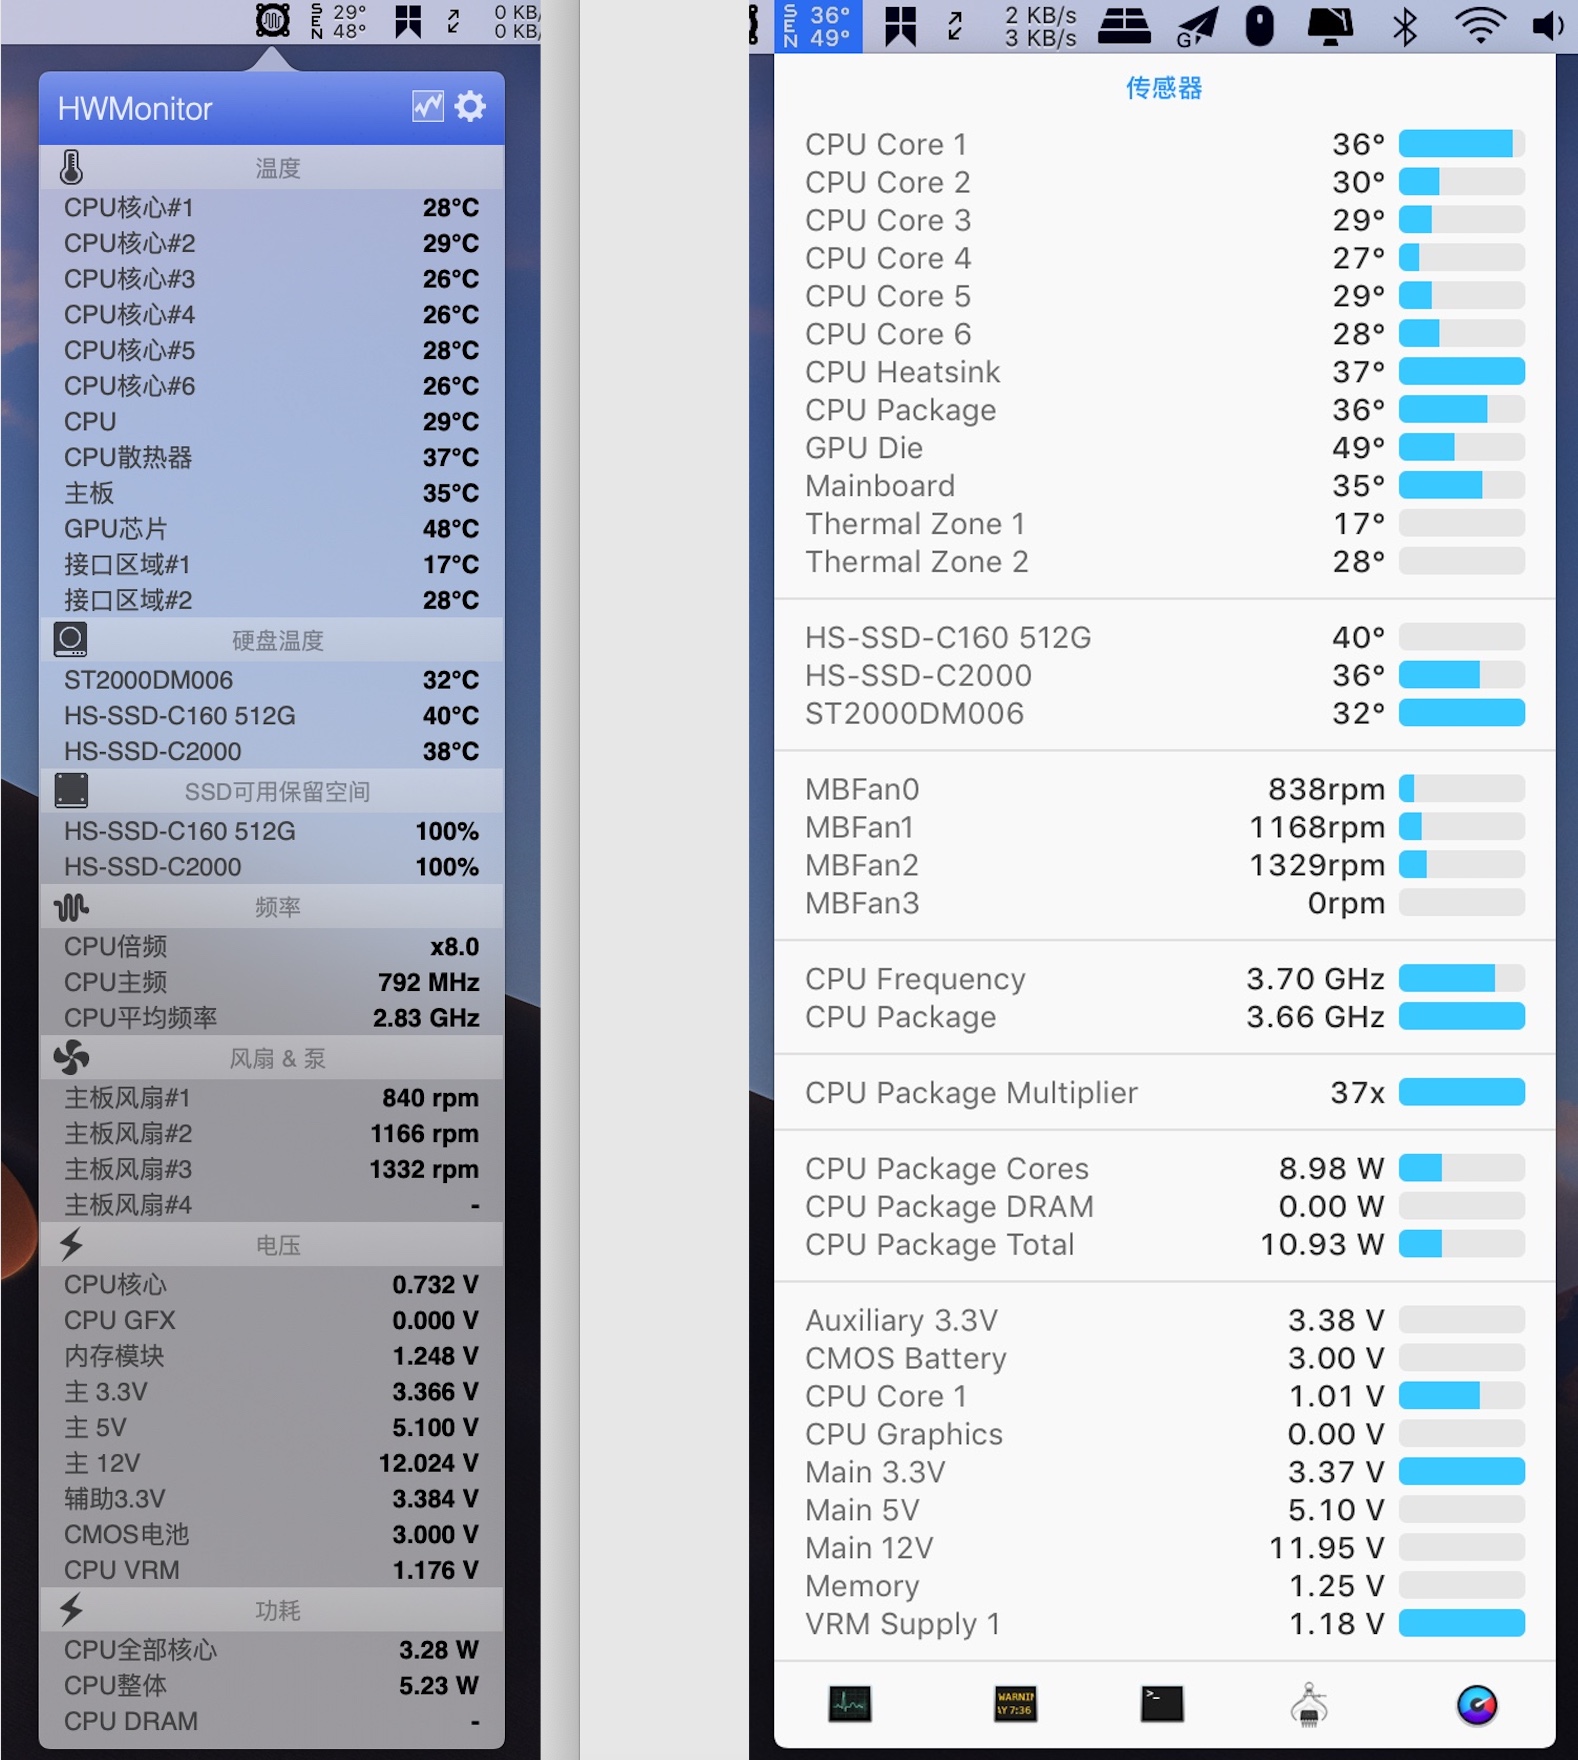 SEN 29° 48° 0 KB/ 0 KB/
HWMonitor
温度
CPU核心#1 28°C
CPU核心#2 29°C
CPU核心#3 26°C
CPU核心#4 26°C
CPU核心#5 28°C
CPU核心#6 26°C
CPU 29°C
CPU散热器 37°C
主板 35°C
GPU芯片 48°C
接口区域#1 17°C
接口区域#2 28°C
硬盘温度
ST2000DM006 32°C
HS-SSD-C160 512G 40°C
HS-SSD-C2000 38°C
SSD可用保留空间
HS-SSD-C160 512G 100%
HS-SSD-C2000 100%
频率
CPU倍频 x8.0
CPU主频 792 MHz
CPU平均频率 2.83 GHz
风扇 & 泵
主板风扇#1 840 rpm
主板风扇#2 1166 rpm
主板风扇#3 1332 rpm
主板风扇#4 -
电压
CPU核心 0.732 V
CPU GFX 0.000 V
内存模块 1.248 V
主 3.3V 3.366 V
主 5V 5.100 V
主 12V 12.024 V
辅助3.3V 3.384 V
CMOS电池 3.000 V
CPU VRM 1.176 V
功耗
CPU全部核心 3.28 W
CPU整体 5.23 W
CPU DRAM -
SEN 36° 49° 2 KB/s 3 KB/s G
传感器
CPU Core 1 36°
CPU Core 2 30°
CPU Core 3 29°
CPU Core 4 27°
CPU Core 5 29°
CPU Core 6 28°
CPU Heatsink 37°
CPU Package 36°
GPU Die 49°
Mainboard 35°
Thermal Zone 1 17°
Thermal Zone 2 28°
HS-SSD-C160 512G 40°
HS-SSD-C2000 36°
ST2000DM006 32°
MBFan0 838rpm
MBFan1 1168rpm
MBFan2 1329rpm
MBFan3 0rpm
CPU Frequency 3.70 GHz
CPU Package 3.66 GHz
CPU Package Multiplier 37x
CPU Package Cores 8.98 W
CPU Package DRAM 0.00 W
CPU Package Total 10.93 W
Auxiliary 3.3V 3.38 V
CMOS Battery 3.00 V
CPU Core 1 1.01 V
CPU Graphics 0.00 V
Main 3.3V 3.37 V
Main 5V 5.10 V
Main 12V 11.95 V
Memory 1.25 V
VRM Supply 1 1.18 V
WARNIN
AY 7:36
>_